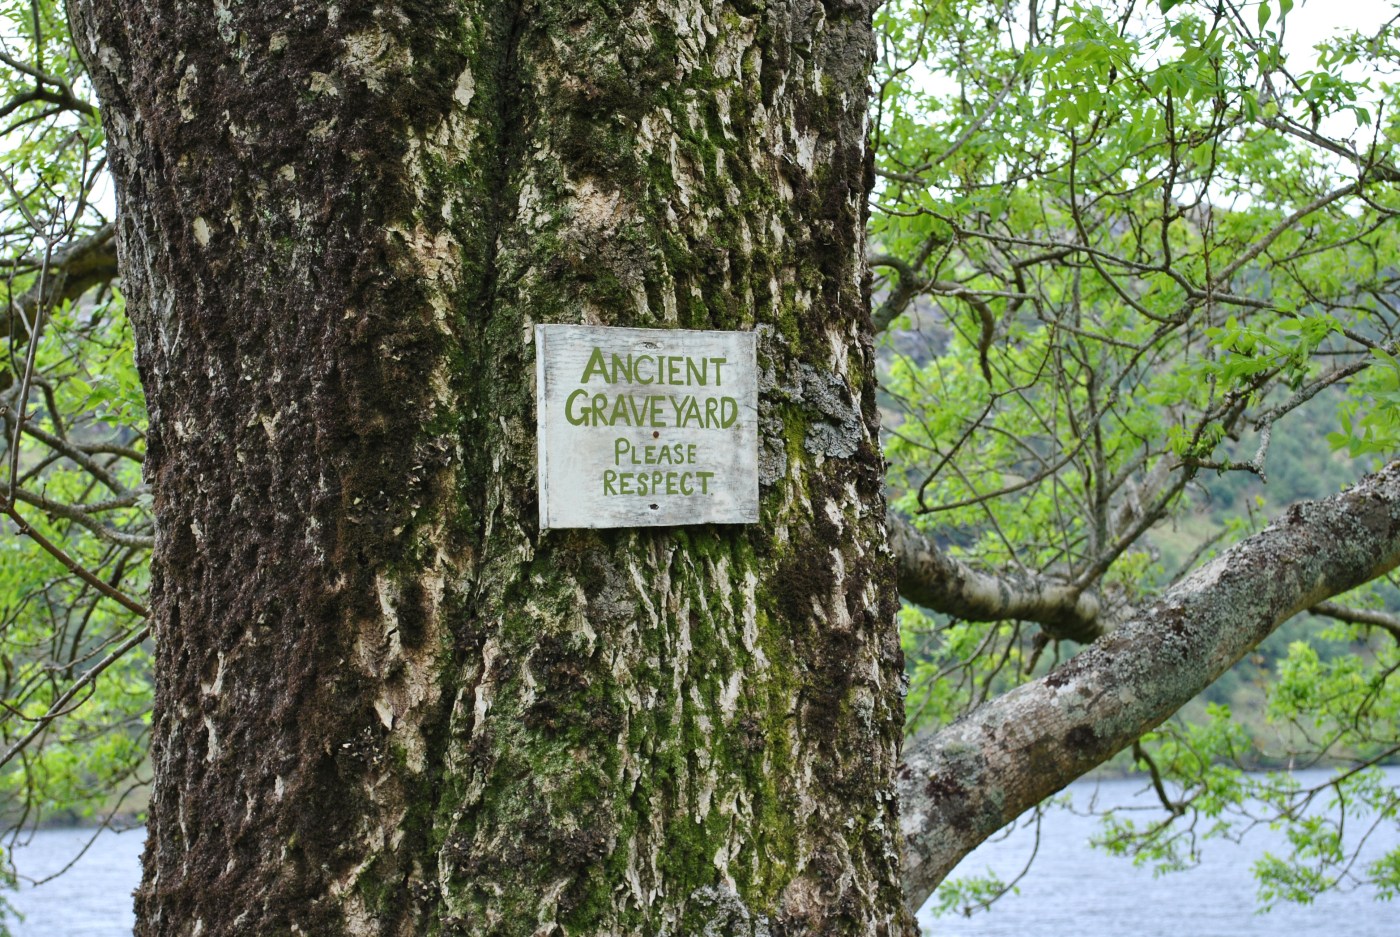 ANCIENT
GRAVEYARD.
PLEASE
RESPECT.